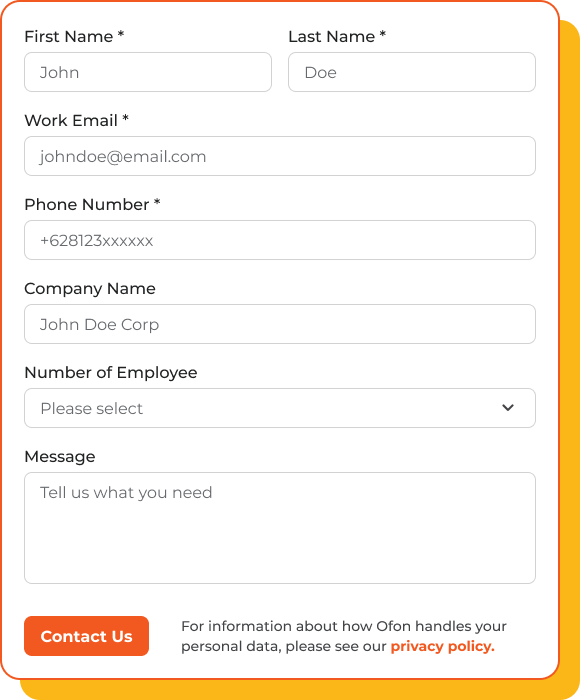 First Name * Last Name *
John Doe
Work Email *
johndoe@email.com
Phone Number *
+628123xxxxxx
Company Name
John Doe Corp
Number of Employee
Please select
Message
Tell us what you need
Contact Us
For information about how Ofon handles your
personal data, please see our privacy policy.